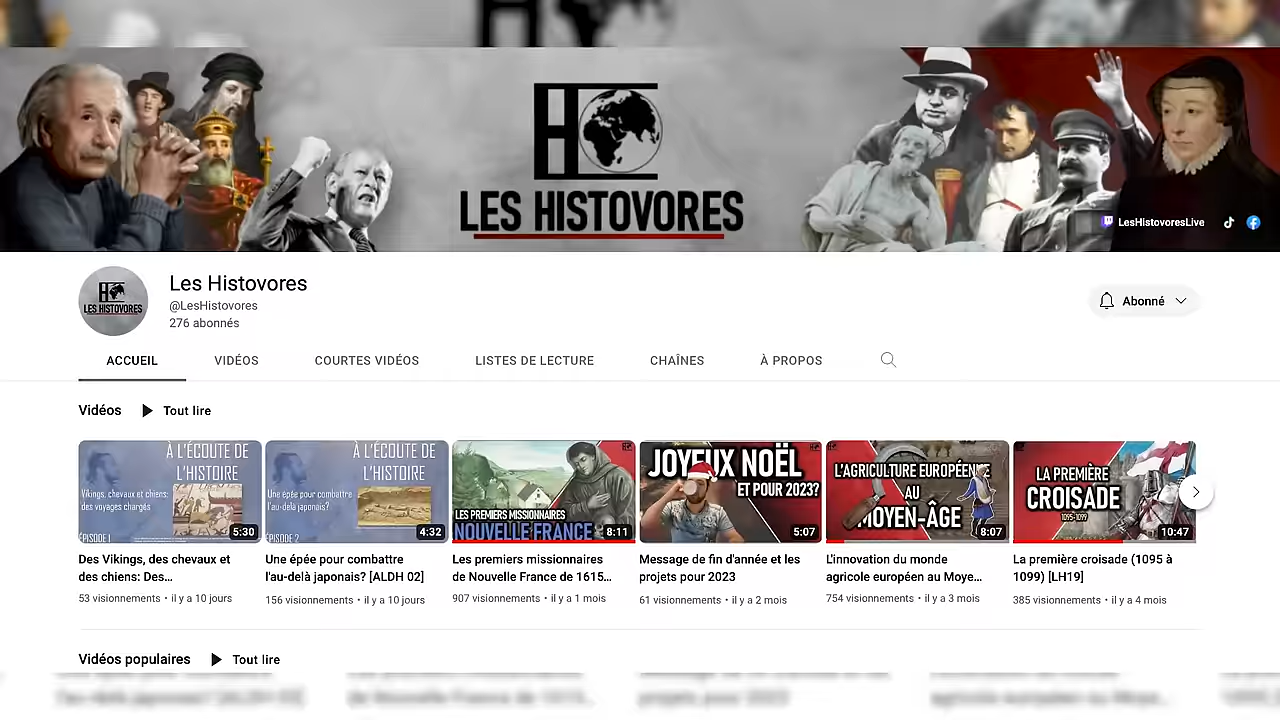 LES HISTOVORES
LesHistovoresLive
LES HISTOVORES
Les Histovores
@LesHistovores
276 abonnés
Abonné
ACCUEIL
VIDÉOS
COURTES VIDÉOS
LISTES DE LECTURE
CHAÎNES
À PROPOS
Vidéos
Tout lire
À L'ÉCOUTE DE
L'HISTOIRE
Vikings, chevaux et chiens:
des voyages chargés
ÉPISODE 1
5:30
Des Vikings, des chevaux et
des chiens: Des...
53 visionnements • il y a 10 jours
À L'ÉCOUTE DE
L'HISTOIRE
Une épée pour combattre
l'au-delà japonais?
ÉPISODE 2
4:32
Une épée pour combattre
l'au-delà japonais? [ALDH 02]
156 visionnements • il y a 10 jours
LES PREMIERS MISSIONNAIRES
NOUVELLE FRANCE
8:11
Les premiers missionnaires
de Nouvelle France de 1615...
907 visionnements • il y a 1 mois
JOYEUX NOËL
ET POUR 2023?
5:07
Message de fin d'année et les
projets pour 2023
61 visionnements • il y a 2 mois
L'AGRICULTURE EUROPÉENNE
AU
MOYEN-ÂGE
8:07
L'innovation du monde
agricole européen au Moye...
754 visionnements • il y a 3 mois
LA PREMIÈRE
CROISADE
1095-1099
10:47
La première croisade (1095 à
1099) [LH19]
385 visionnements • il y a 4 mois
Vidéos populaires
Tout lire